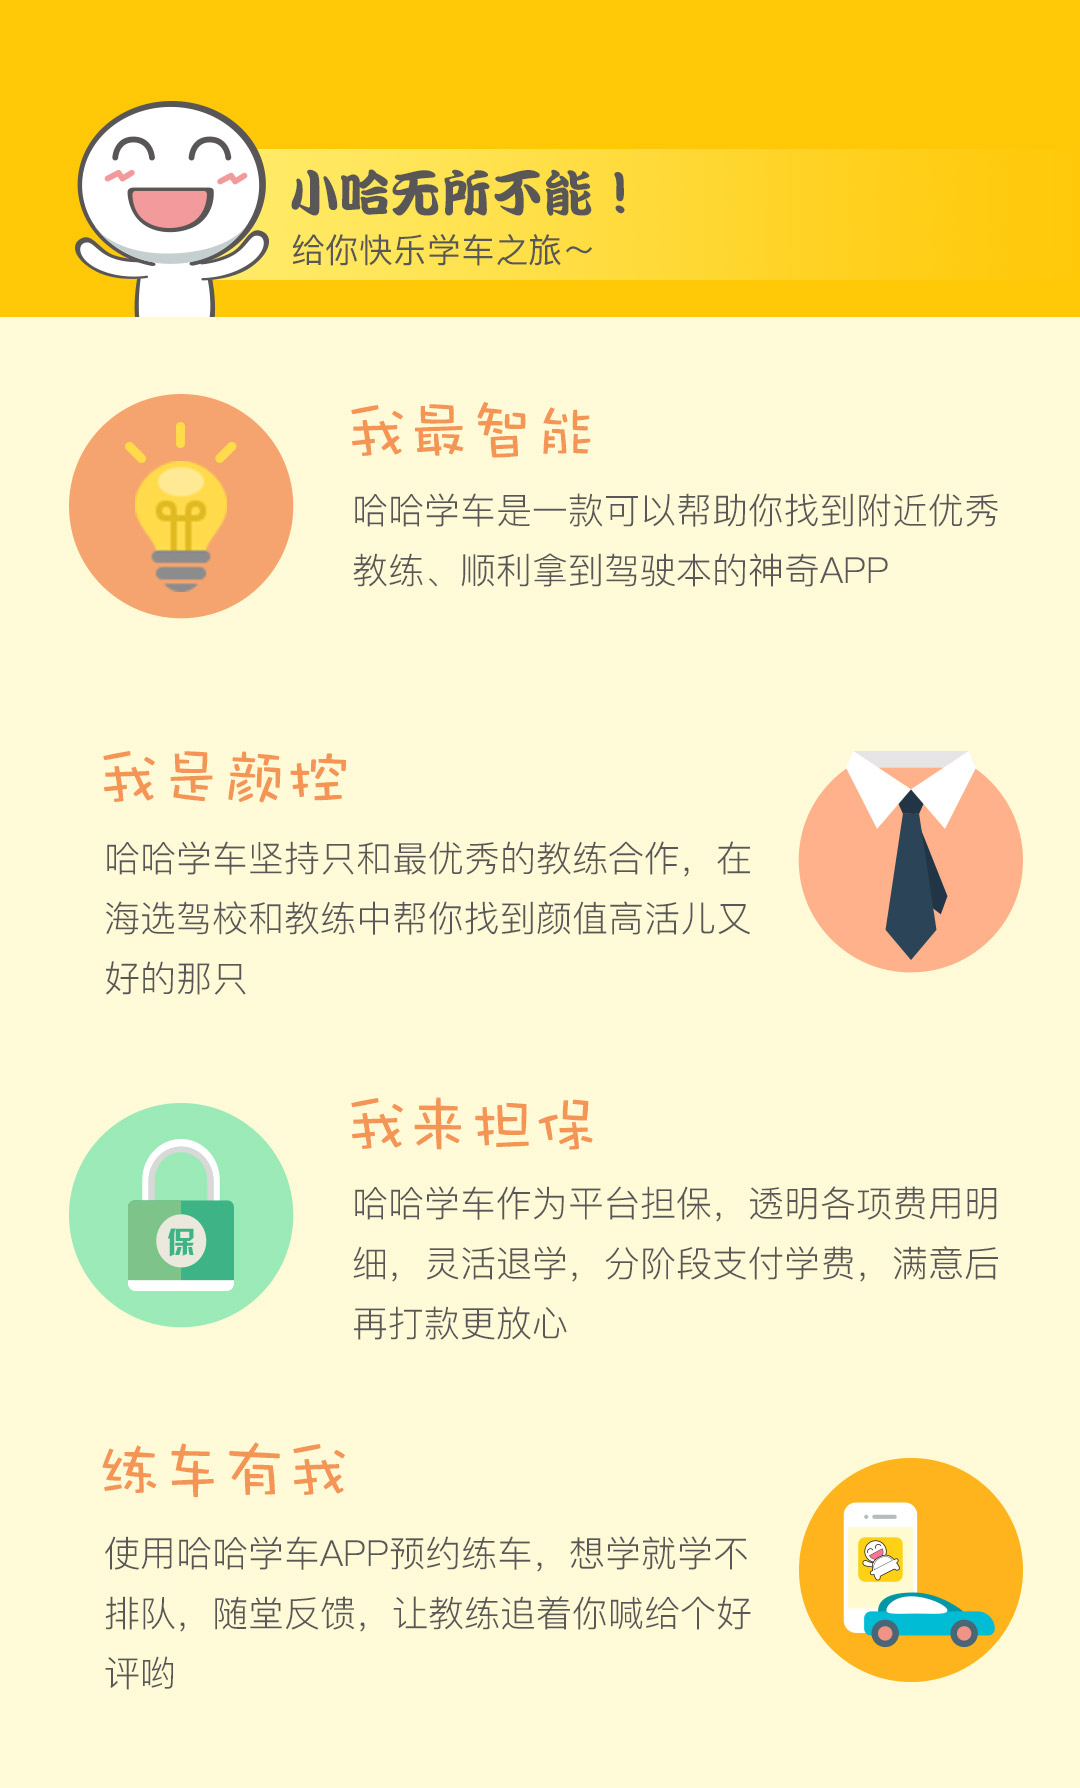 小哈无所不能！
给你快乐学车之旅～
我最智能
哈哈学车是一款可以帮助你找到附近优秀
教练、顺利拿到驾驶本的神奇APP
我是颜控
哈哈学车坚持只和最优秀的教练合作，在
海选驾校和教练中帮你找到颜值高活儿又
好的那只
我来担保
保
哈哈学车作为平台担保，透明各项费用明
细，灵活退学，分阶段支付学费，满意后
再打款更放心
练车有我
使用哈哈学车APP预约练车，想学就学不
排队，随堂反馈，让教练追着你喊给个好
评哟